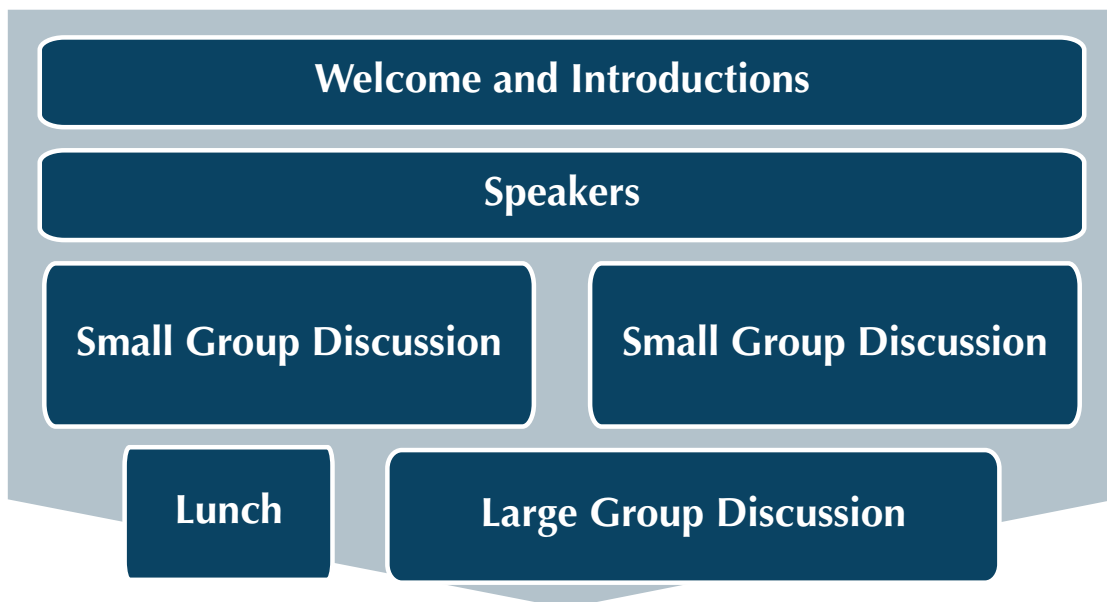 Welcome and Introductions
Speakers
Small Group Discussion
Small Group Discussion
Lunch
Large Group Discussion